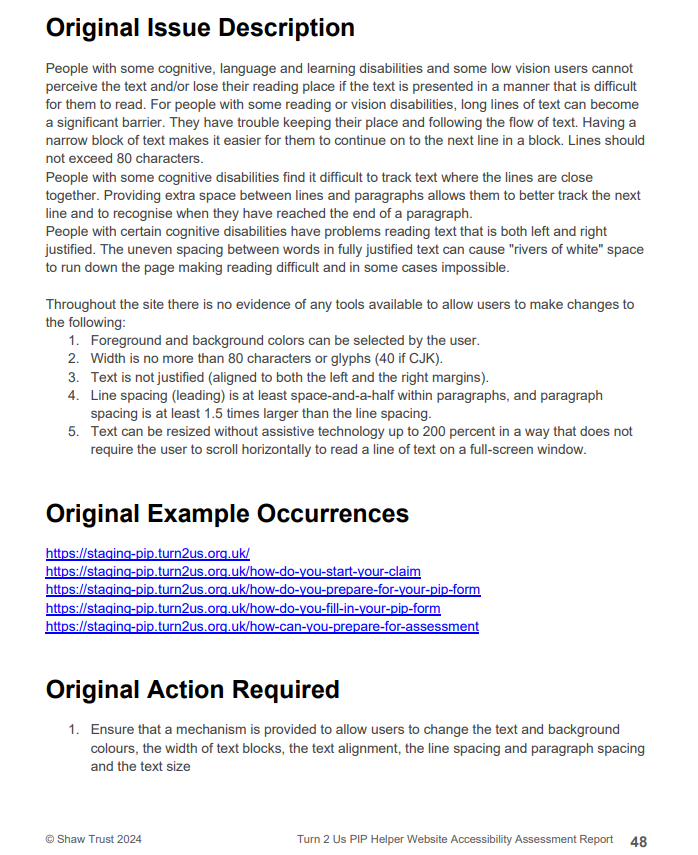 Original Issue Description
People with some cognitive, language and learning disabilities and some low vision users cannot
perceive the text and/or lose their reading place if the text is presented in a manner that is difficult
for them to read. For people with some reading or vision disabilities, long lines of text can become
a significant barrier. They have trouble keeping their place and following the flow of text. Having a
narrow block of text makes it easier for them to continue on to the next line in a block. Lines should
not exceed 80 characters.
People with some cognitive disabilities find it difficult to track text where the lines are close
together. Providing extra space between lines and paragraphs allows them to better track the next
line and to recognise when they have reached the end of a paragraph.
People with certain cognitive disabilities have problems reading text that is both left and right
justified. The uneven spacing between words in fully justified text can cause "rivers of white" space
to run down the page making reading difficult and in some cases impossible.
Throughout the site there is no evidence of any tools available to allow users to make changes to
the following:
1. Foreground and background colors can be selected by the user.
2. Width is no more than 80 characters or glyphs (40 if CJK).
3. Text is not justified (aligned to both the left and the right margins).
4. Line spacing (leading) is at least space-and-a-half within paragraphs, and paragraph
spacing is at least 1.5 times larger than the line spacing.
5. Text can be resized without assistive technology up to 200 percent in a way that does not
require the user to scroll horizontally to read a line of text on a full-screen window.
Original Example Occurrences
https://staging-pip.turn2us.org.uk/
https://staging-pip.turn2us.org.uk/how-do-you-start-your-claim
https://staging-pip.turn2us.org.uk/how-do-you-prepare-for-your-pip-form
https://staging-pip.turn2us.org.uk/how-do-you-fill-in-your-pip-form
https://staging-pip.turn2us.org.uk/how-can-you-prepare-for-assessment
Original Action Required
1. Ensure that a mechanism is provided to allow users to change the text and background
colours, the width of text blocks, the text alignment, the line spacing and paragraph spacing
and the text size
© Shaw Trust 2024 Turn 2 Us PIP Helper Website Accessibility Assessment Report 48